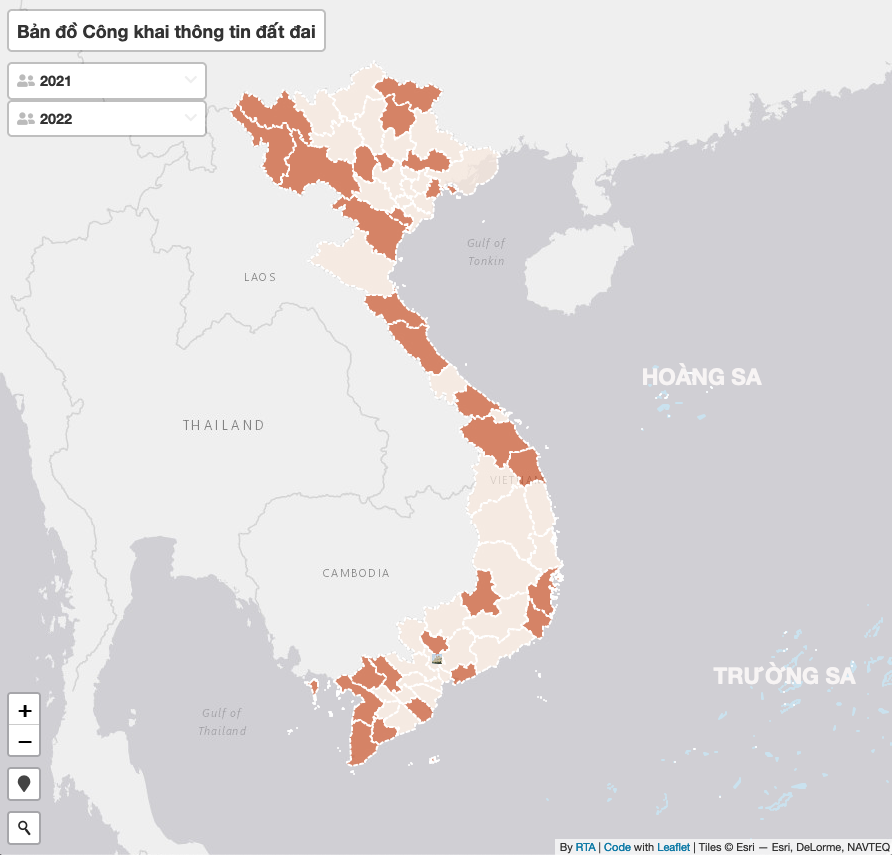 Bản đồ Công khai thông tin đất đai
2021
2022
Gulf of
Tonkin
LAOS
HOÀNG SA
THAILAND
VIETNAM
CAMBODIA
TRƯỜNG SA
Gulf of
Thailand
+
−
By RTA | Code with Leaflet | Tiles © Esri — Esri, DeLorme, NAVTEQ